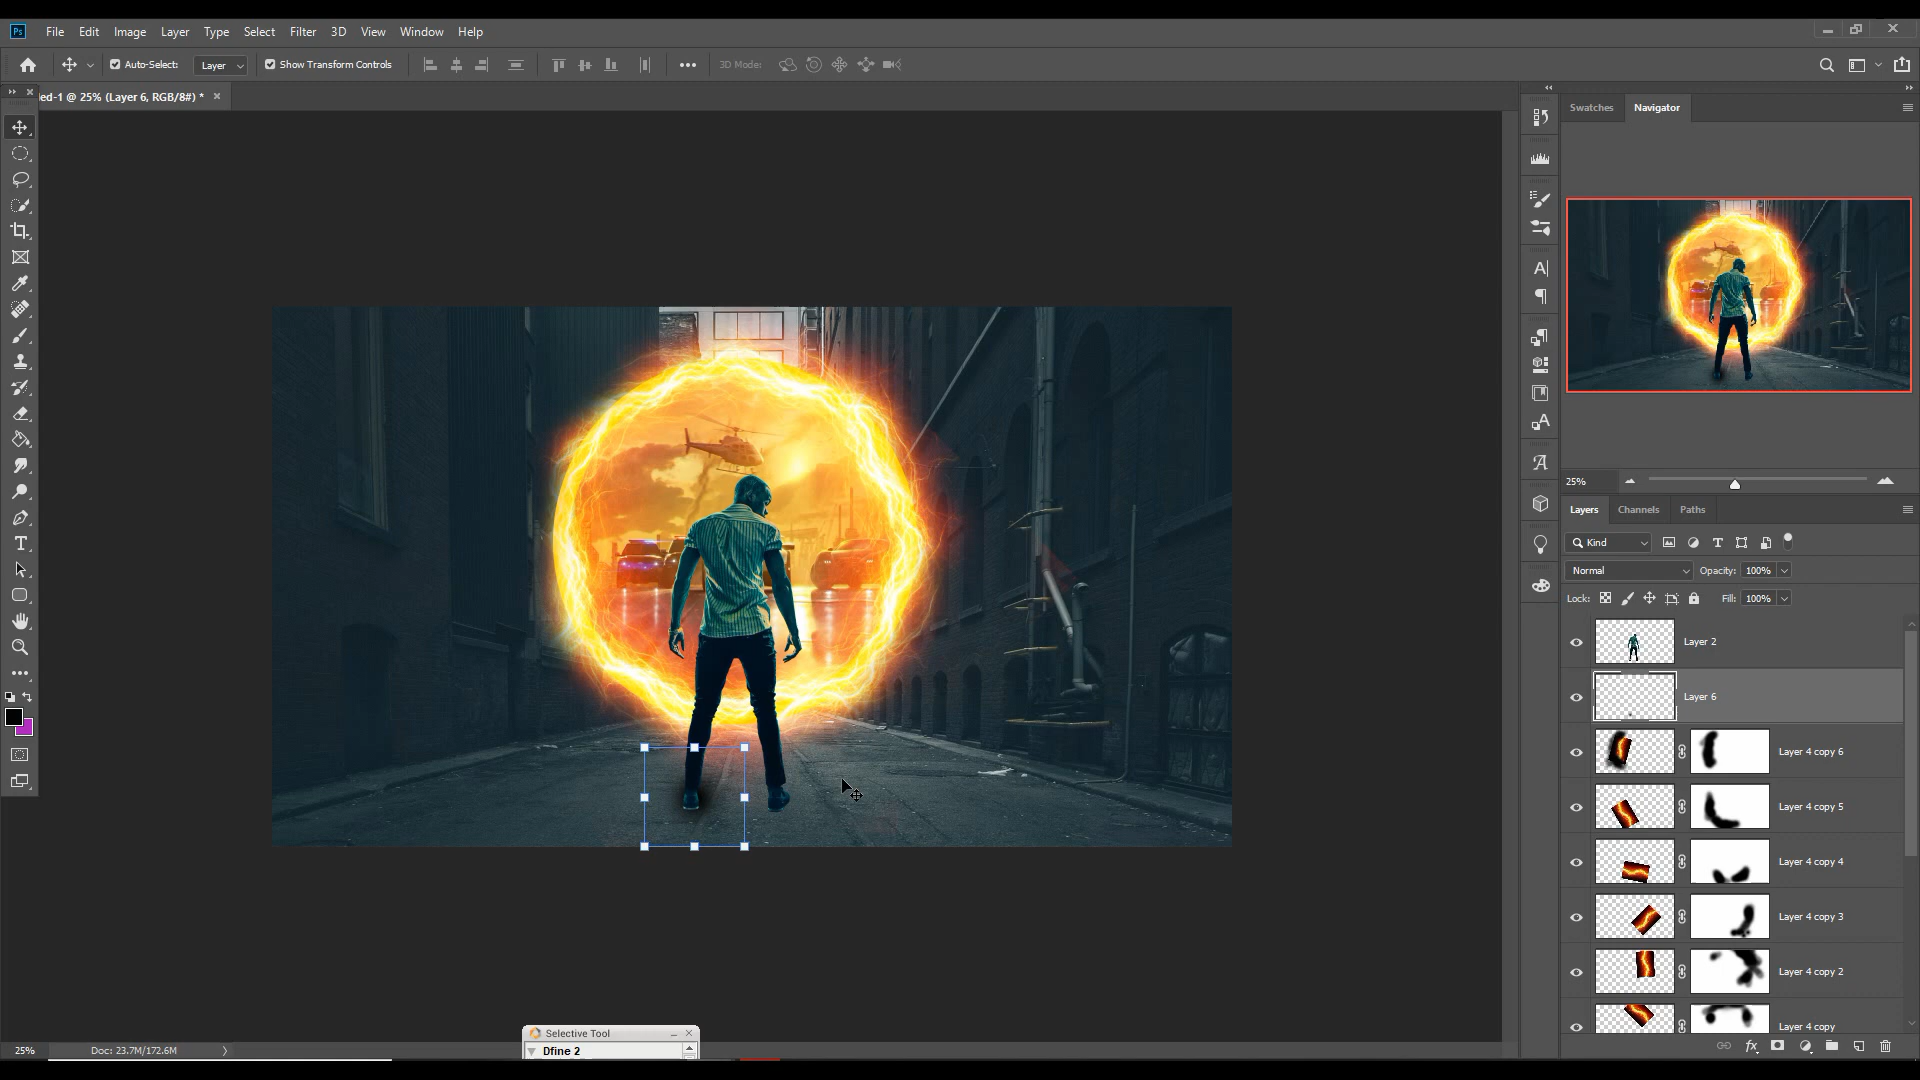 Ps File Edit Image Layer Type Select Filter 3D View Window Help
Auto-Select: Layer Show Transform Controls 3D Mode:
ed-1 @ 25% (Layer 6, RGB/8#) *
Swatches Navigator
25%
Layers Channels Paths
Kind
Normal Opacity: 100%
Lock: Fill: 100%
Layer 2
Layer 6
Layer 4 copy 6
Layer 4 copy 5
Layer 4 copy 4
Layer 4 copy 3
Layer 4 copy 2
Layer 4 copy
fx
Selective Tool
Dfine 2
25% Doc: 23.7M/172.6M